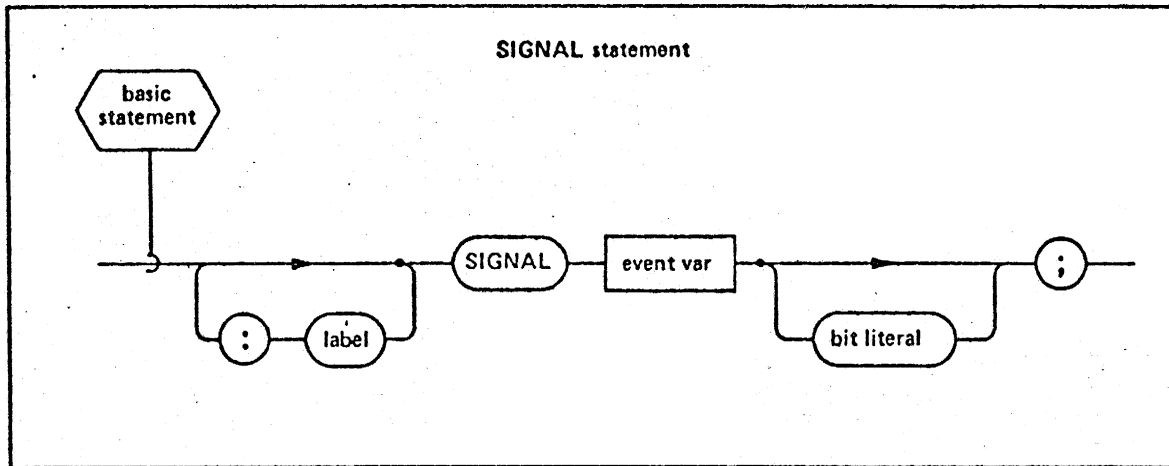 SIGNAL statement
basic
statement
SIGNAL
event var
;
:
label
bit literal